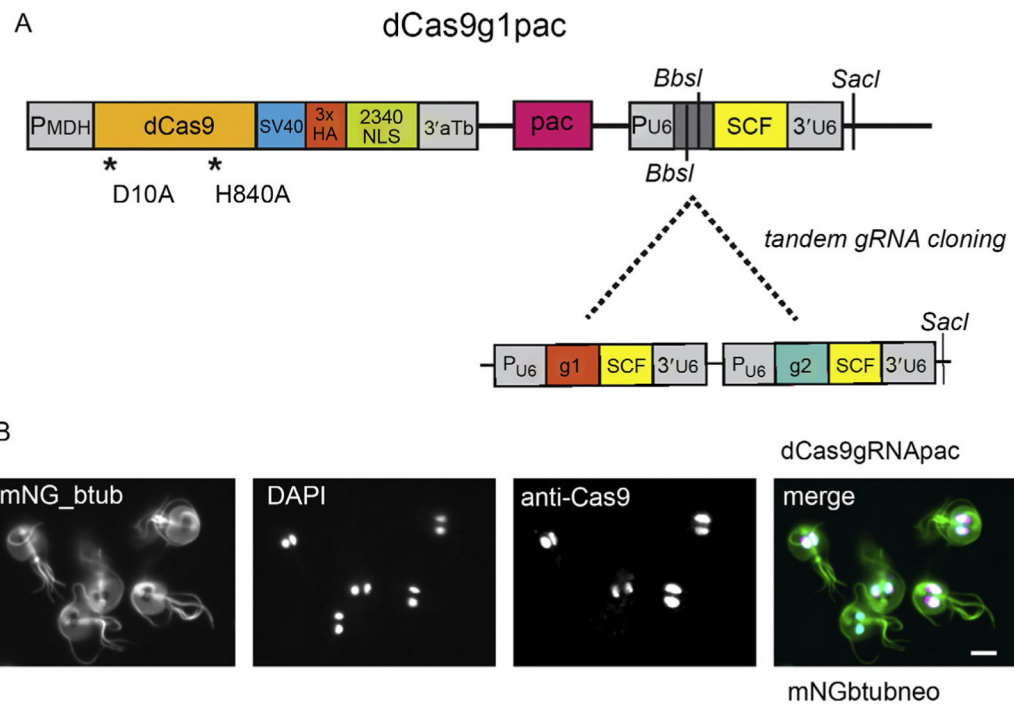 A
dCas9g1pac
BbsI
SacI
PMDH dCas9 SV40 3x HA 2340 NLS 3'aTb pac PU6 SCF 3'U6
* *
BbsI
D10A H840A
tandem gRNA cloning
SacI
PU6 g1 SCF 3'U6 PU6 g2 SCF 3'U6
B
dCas9gRNApac
mNG_btub DAPI anti-Cas9 merge
mNGbtubneo